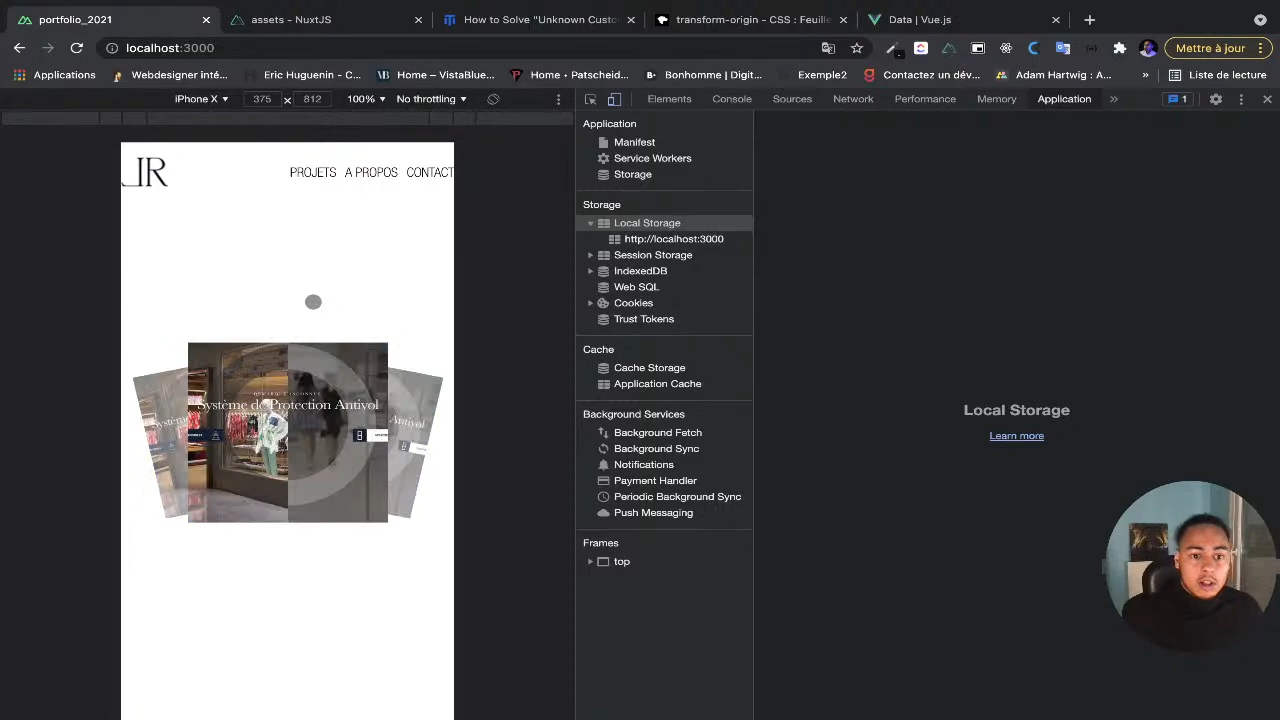 portfolio_2021
assets - NuxtJS
How to Solve "Unknown Custo
transform-origin - CSS : Feuille
Data | Vue.js
localhost:3000
Mettre à jour
Applications
Webdesigner inté...
Eric Huguenin - C...
Home – VistaBlue...
Home • Patscheid...
Bonhomme | Digit...
Exemple2
Contactez un dév...
Adam Hartwig : A...
»
Liste de lecture
iPhone X ▼ 375 x 812 100% ▼ No throttling ▼
Elements Console Sources Network Performance Memory Application » 1
LR
PROJETS A PROPOS CONTACT
Système de Protection Antivol
Système
Antivol
Application
Manifest
Service Workers
Storage
Storage
Local Storage
http://localhost:3000
Session Storage
IndexedDB
Web SQL
Cookies
Trust Tokens
Cache
Cache Storage
Application Cache
Background Services
Background Fetch
Background Sync
Notifications
Payment Handler
Periodic Background Sync
Push Messaging
Frames
top
Local Storage
Learn more